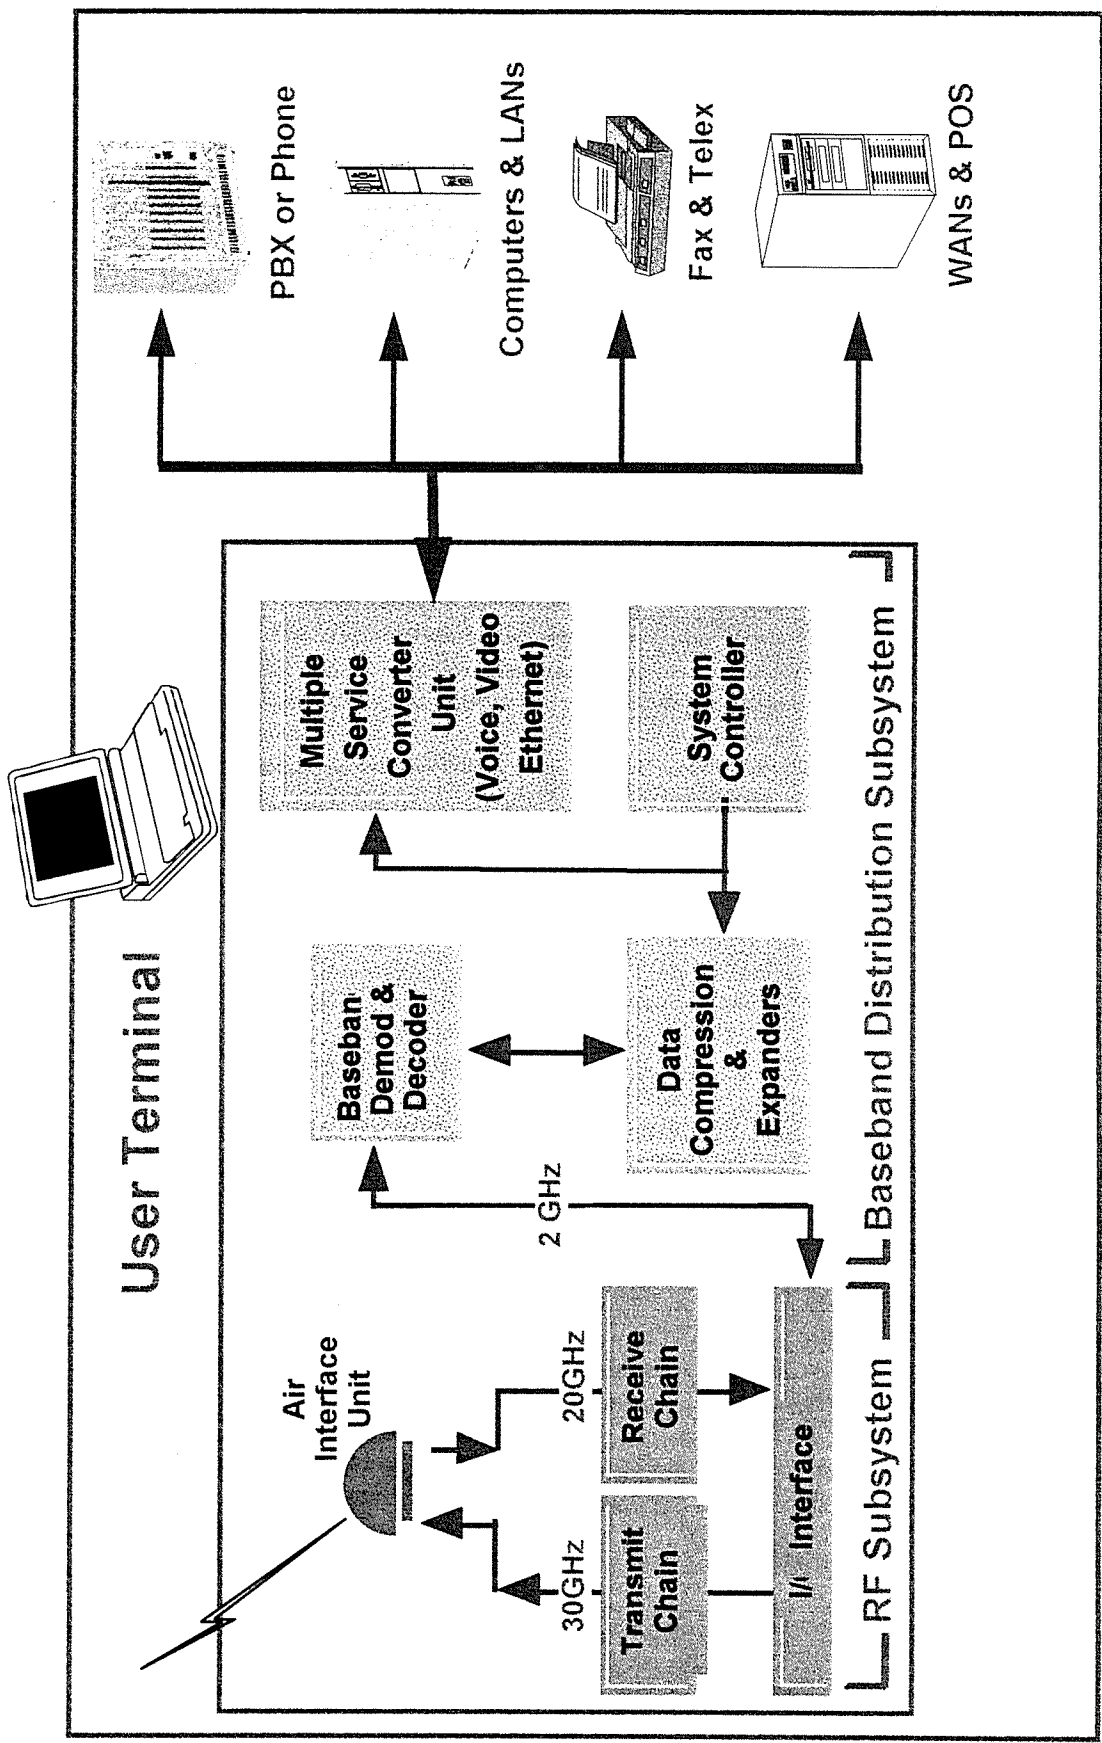 User Terminal
Air
Interface
Unit
30GHz
20GHz
Transmit
Chain
Receive
Chain
Interface
2 GHz
Baseban
Demod &
Decoder
Data
Compression
&
Expanders
Multiple
Service
Converter
Unit
(Voice, Video
Ethernet)
System
Controller
RF Subsystem
Baseband Distribution Subsystem
PBX or Phone
Computers & LANs
Fax & Telex
WANs & POS